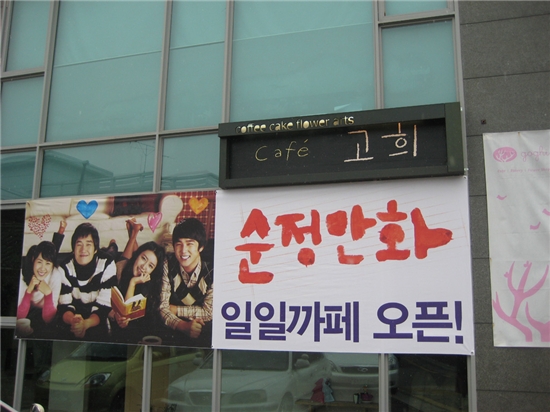 coffee cake flower arts
Café 고희
순정만화
일일까페 오픈!